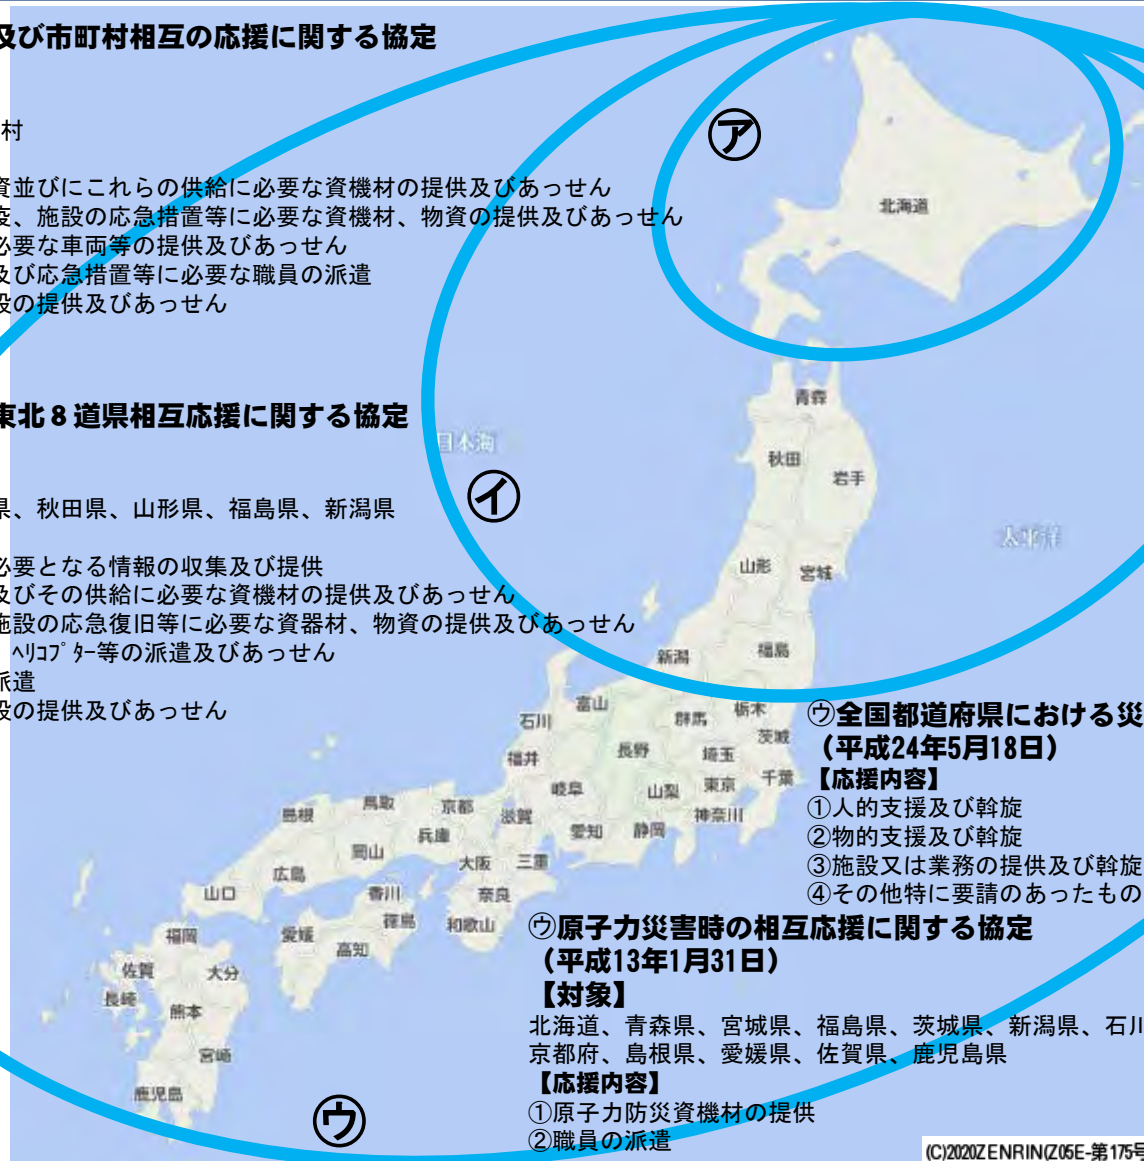 及び市町村相互の応援に関する協定
村
資並びにこれらの供給に必要な資機材の提供及びあっせん
疫、施設の応急措置等に必要な資機材、物資の提供及びあっせん
必要な車両等の提供及びあっせん
及び応急措置等に必要な職員の派遣
設の提供及びあっせん
㋐
北海道
東北８道県相互応援に関する協定
県、秋田県、山形県、福島県、新潟県
必要となる情報の収集及び提供
及びその供給に必要な資機材の提供及びあっせん
施設の応急復旧等に必要な資器材、物資の提供及びあっせん
ﾍﾘｺﾌﾟﾀｰ等の派遣及びあっせん
派遣
設の提供及びあっせん
㋑
日本海
太平洋
青森
秋田
岩手
山形
宮城
新潟
福島
富山
石川
群馬
栃木
福井
長野
埼玉
茨城
岐阜
山梨
東京
千葉
神奈川
静岡
愛知
滋賀
京都
鳥取
島根
兵庫
岡山
大阪
三重
広島
山口
香川
奈良
徳島
和歌山
愛媛
高知
福岡
佐賀
大分
長崎
熊本
宮崎
鹿児島
㋒全国都道府県における災
（平成24年5月18日）
【応援内容】
①人的支援及び斡旋
②物的支援及び斡旋
③施設又は業務の提供及び斡旋
④その他特に要請のあったもの
㋒原子力災害時の相互応援に関する協定
（平成13年1月31日）
【対象】
北海道、青森県、宮城県、福島県、茨城県、新潟県、石川
京都府、島根県、愛媛県、佐賀県、鹿児島県
【応援内容】
①原子力防災資機材の提供
②職員の派遣
㋒
(C)2020ZENRIN(Z05E-第175号